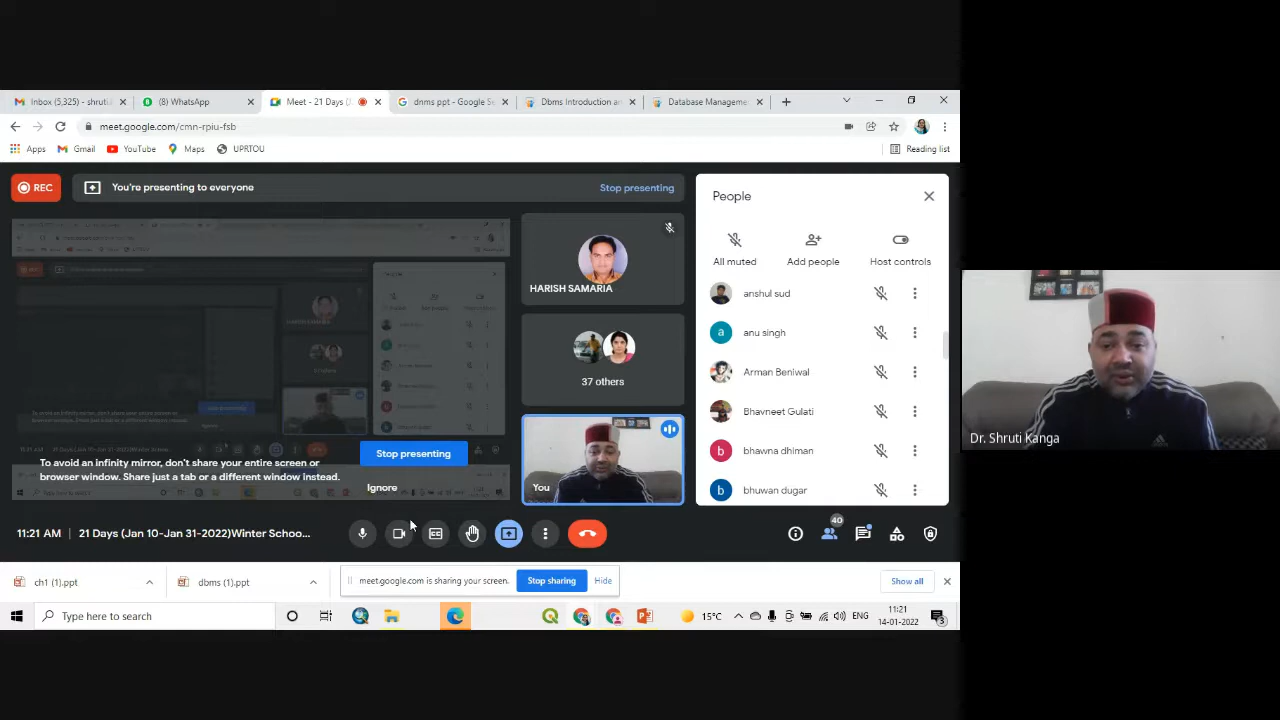 Inbox (5,325) - shruti
(8) WhatsApp
Meet - 21 Days (J
dnms ppt - Google Se
Dbms Introduction an
Database Manageme
meet.google.com/cmn-rpiu-fsb
Apps
Gmail
YouTube
Maps
UPRTOU
Reading list
REC
You're presenting to everyone
Stop presenting
People
All muted
Add people
Host controls
HARISH SAMARIA
37 others
You
anshul sud
a
anu singh
Arman Beniwal
Bhavneet Gulati
b
bhawna dhiman
b
bhuwan dugar
To avoid an infinity mirror, don't share your entire screen or
browser window. Share just a tab or a different window instead.
Stop presenting
Ignore
Dr. Shruti Kanga
11:21 AM | 21 Days (Jan 10-Jan 31-2022)Winter Schoo...
40
ch1 (1).ppt
dbms (1).ppt
meet.google.com is sharing your screen.
Stop sharing
Hide
Show all
Type here to search
15°C
ENG
11:21
14-01-2022
3